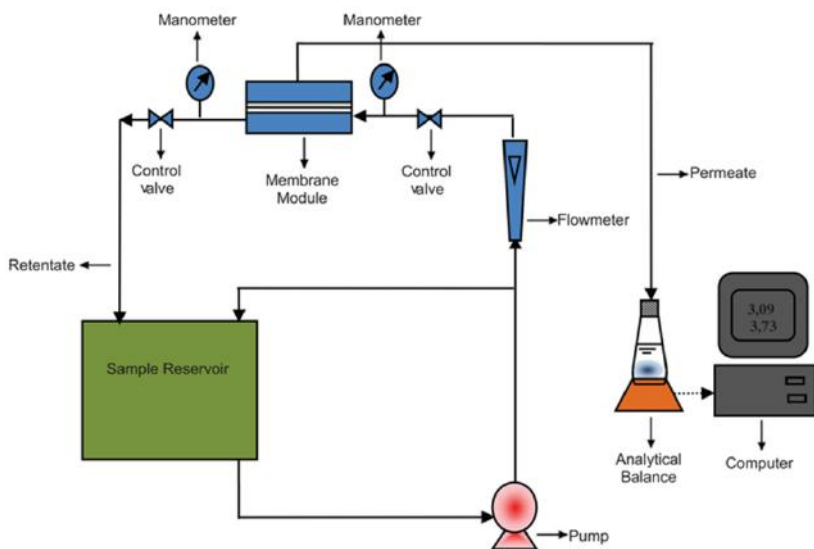 Manometer
Manometer
Control
valve
Membrane
Module
Control
valve
Permeate
Flowmeter
Retentate
3,09
3,73
Sample Reservoir
Analytical
Balance
Computer
Pump